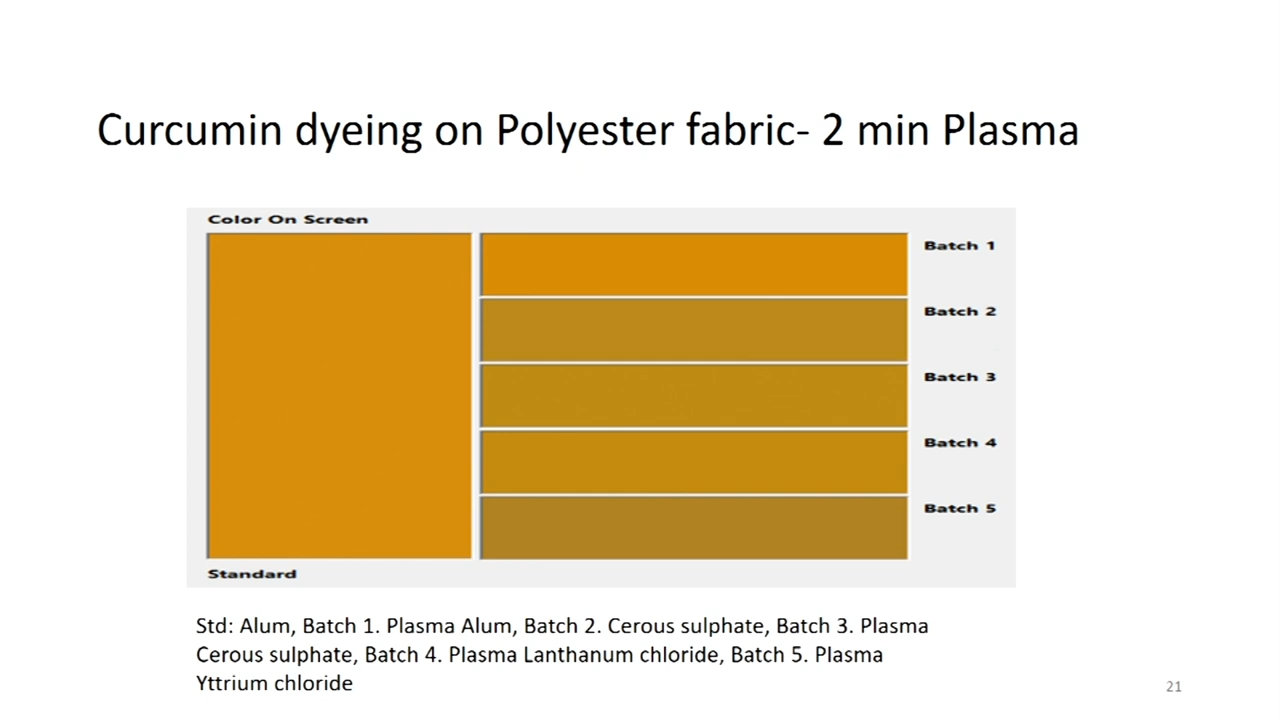 Curcumin dyeing on Polyester fabric- 2 min Plasma
Color On Screen
Batch 1
Batch 2
Batch 3
Batch 4
Batch 5
Standard
Std: Alum, Batch 1. Plasma Alum, Batch 2. Cerous sulphate, Batch 3. Plasma
Cerous sulphate, Batch 4. Plasma Lanthanum chloride, Batch 5. Plasma
Yttrium chloride
21